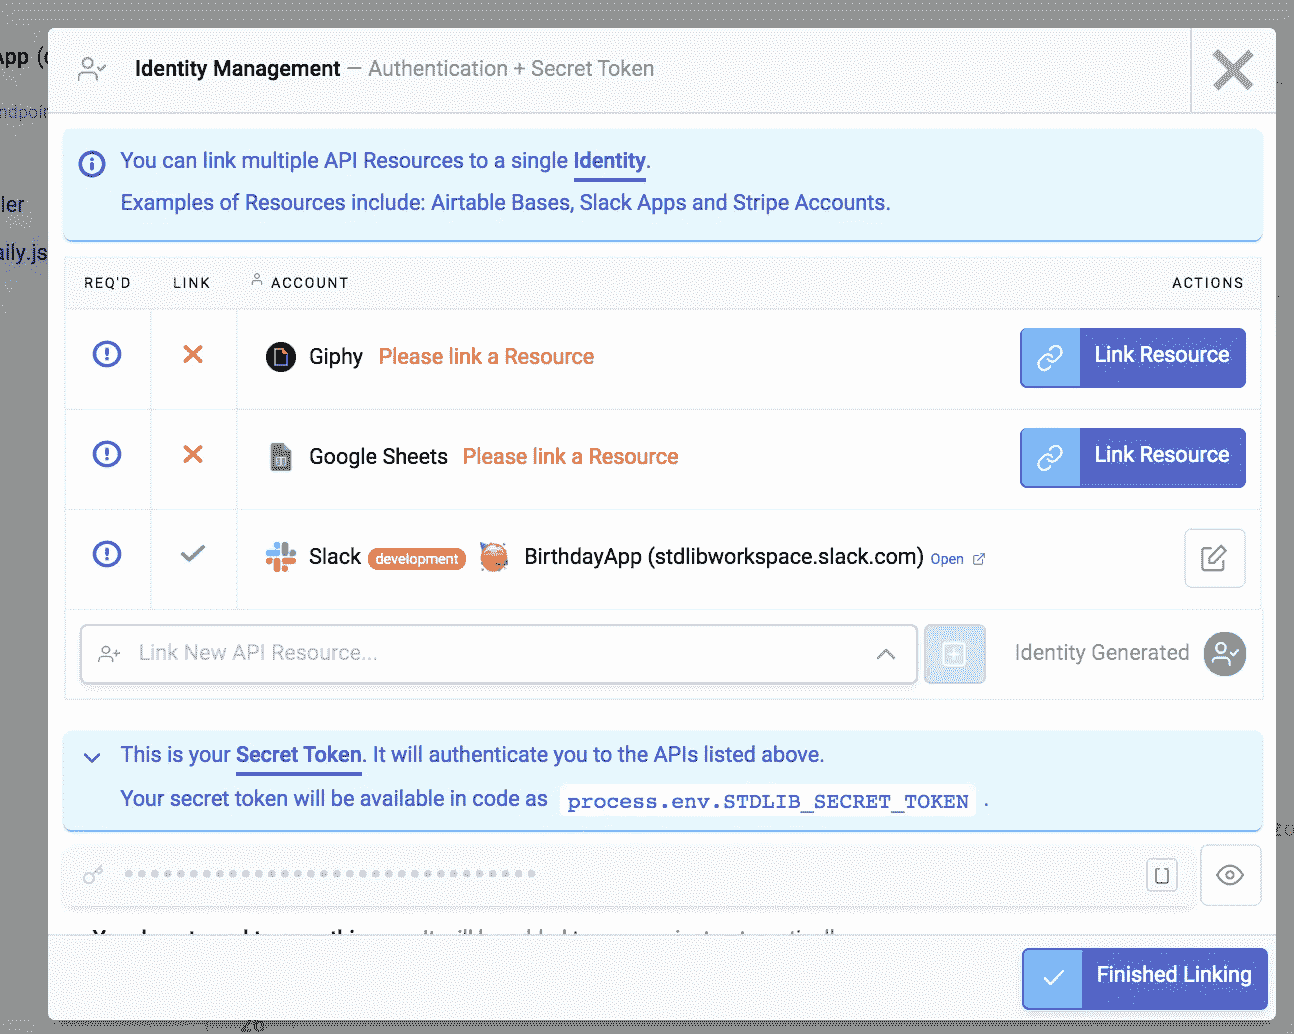 App (d
Identity Management — Authentication + Secret Token
ndpoin
You can link multiple API Resources to a single Identity.
ler
Examples of Resources include: Airtable Bases, Slack Apps and Stripe Accounts.
aily.js
REQ'D LINK ACCOUNT ACTIONS
Giphy Please link a Resource Link Resource
Google Sheets Please link a Resource Link Resource
Slack development BirthdayApp (stdlibworkspace.slack.com) Open
Link New API Resource... Identity Generated
This is your Secret Token. It will authenticate you to the APIs listed above.
Your secret token will be available in code as process.env.STDLIB_SECRET_TOKEN .
Finished Linking